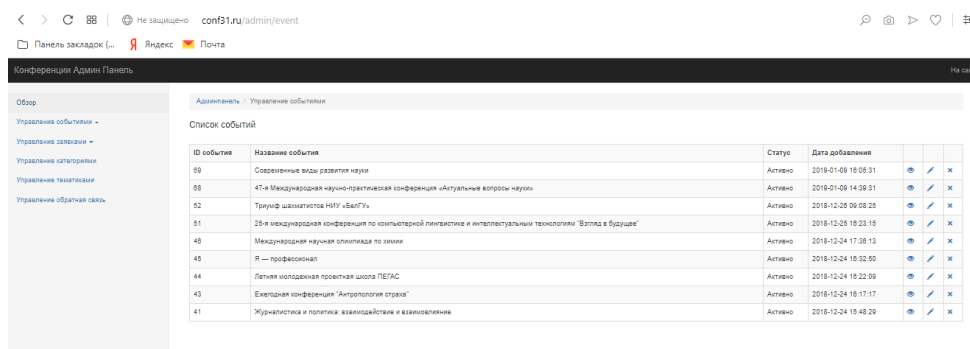 Не защищено conf31.ru/admin/event
Панель закладок (... Яндекс Почта
Конференции Админ Панель
Обзор
Управление событиями
Управление заявками
Управление категориями
Управление тематиками
Управление обратная связь
Админпанель / Управление событиями
Список событий
ID события Название события Статус Дата добавления
69 Современные виды развития науки Активно 2019-01-09 16:05:31
68 47-я Международная научно-практическая конференция «Актуальные вопросы науки» Активно 2019-01-09 14:39:31
52 Триумф шахматистов НИУ «БелГУ» Активно 2018-12-26 09:08:25
51 25-я международная конференция по компьютерной лингвистике и интеллектуальным технологиям "Взгляд в будущее" Активно 2018-12-25 16:23:15
46 Международная научная олимпиада по химии Активно 2018-12-24 17:36:13
45 Я — профессионал Активно 2018-12-24 16:32:50
44 Летняя молодежная проектная школа ПЕГАС Активно 2018-12-24 16:22:09
43 Ежегодная конференция "Антропология страха" Активно 2018-12-24 16:17:17
41 Журналистика и политика: взаимодействие и взаимовлияние Активно 2018-12-24 15:48:29